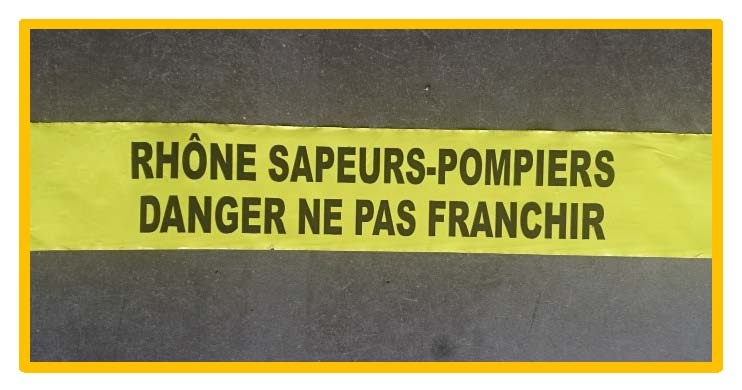 RHÔNE SAPEURS-POMPIERS
DANGER NE PAS FRANCHIR